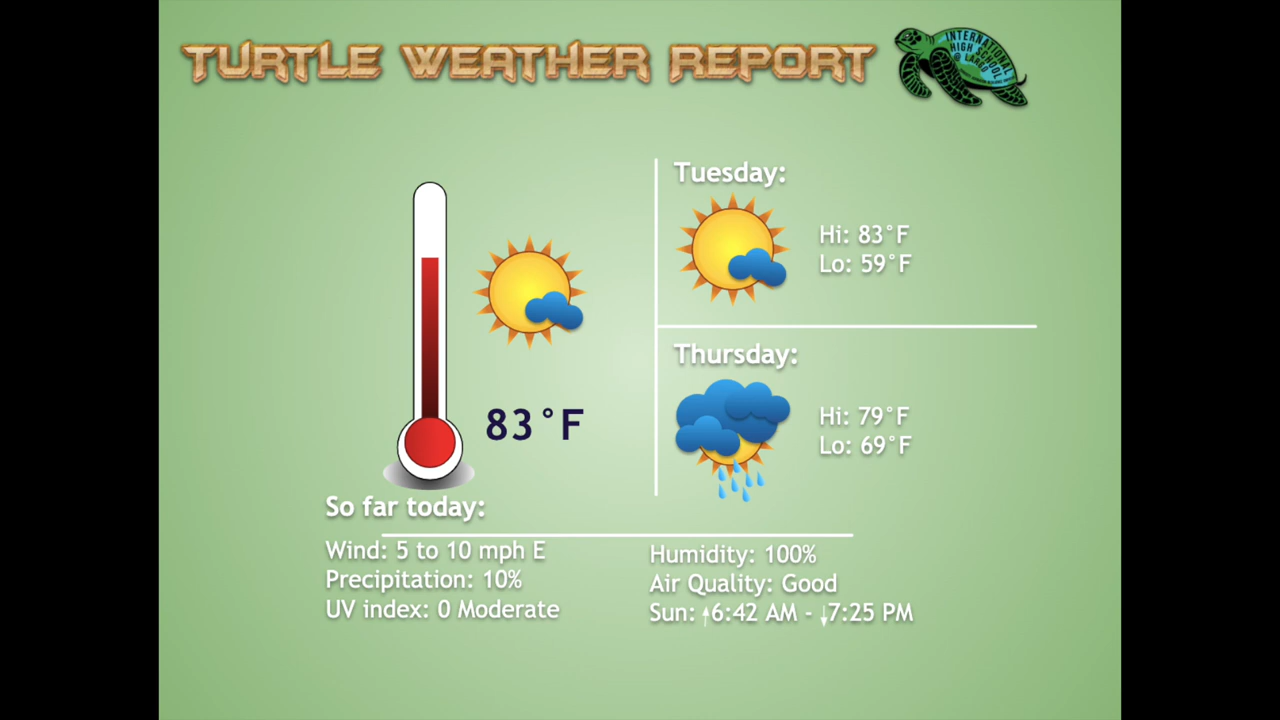 TURTLE WEATHER REPORT
INTERNATIONAL
HIGH SCHOOL
@ LARGO
Tuesday:
Hi: 83°F
Lo: 59°F
Thursday:
Hi: 79°F
Lo: 69°F
83°F
So far today:
Wind: 5 to 10 mph E
Precipitation: 10%
UV index: 0 Moderate
Humidity: 100%
Air Quality: Good
Sun: ↑6:42 AM - ↓7:25 PM